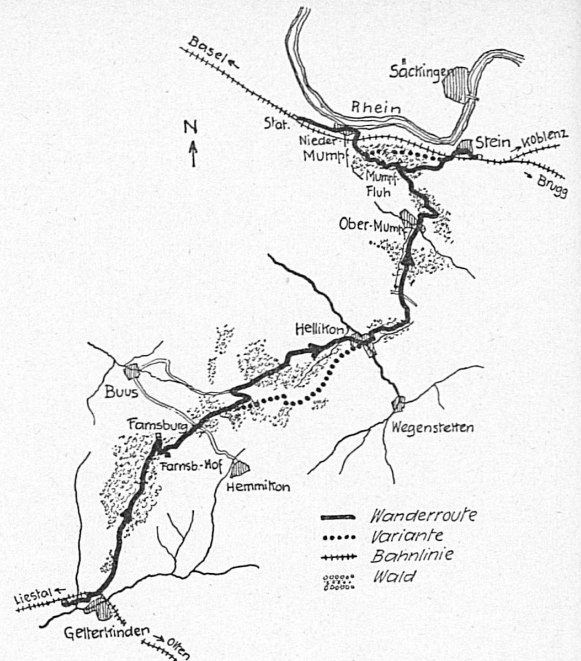 Basel
Säckingen
Rhein
N
Stat.
Nieder-
Mumpf
Stein
Koblenz
Brugg
Mumpf.
Fluh
Ober-Mumpf
Hellikon
Buus
Wegenstetten
Farnsburg
Farnsb.-Hof
Hemmikon
Wanderroute
Variante
Bahnlinie
Wald
Liestal
Gelterkinden
Olten